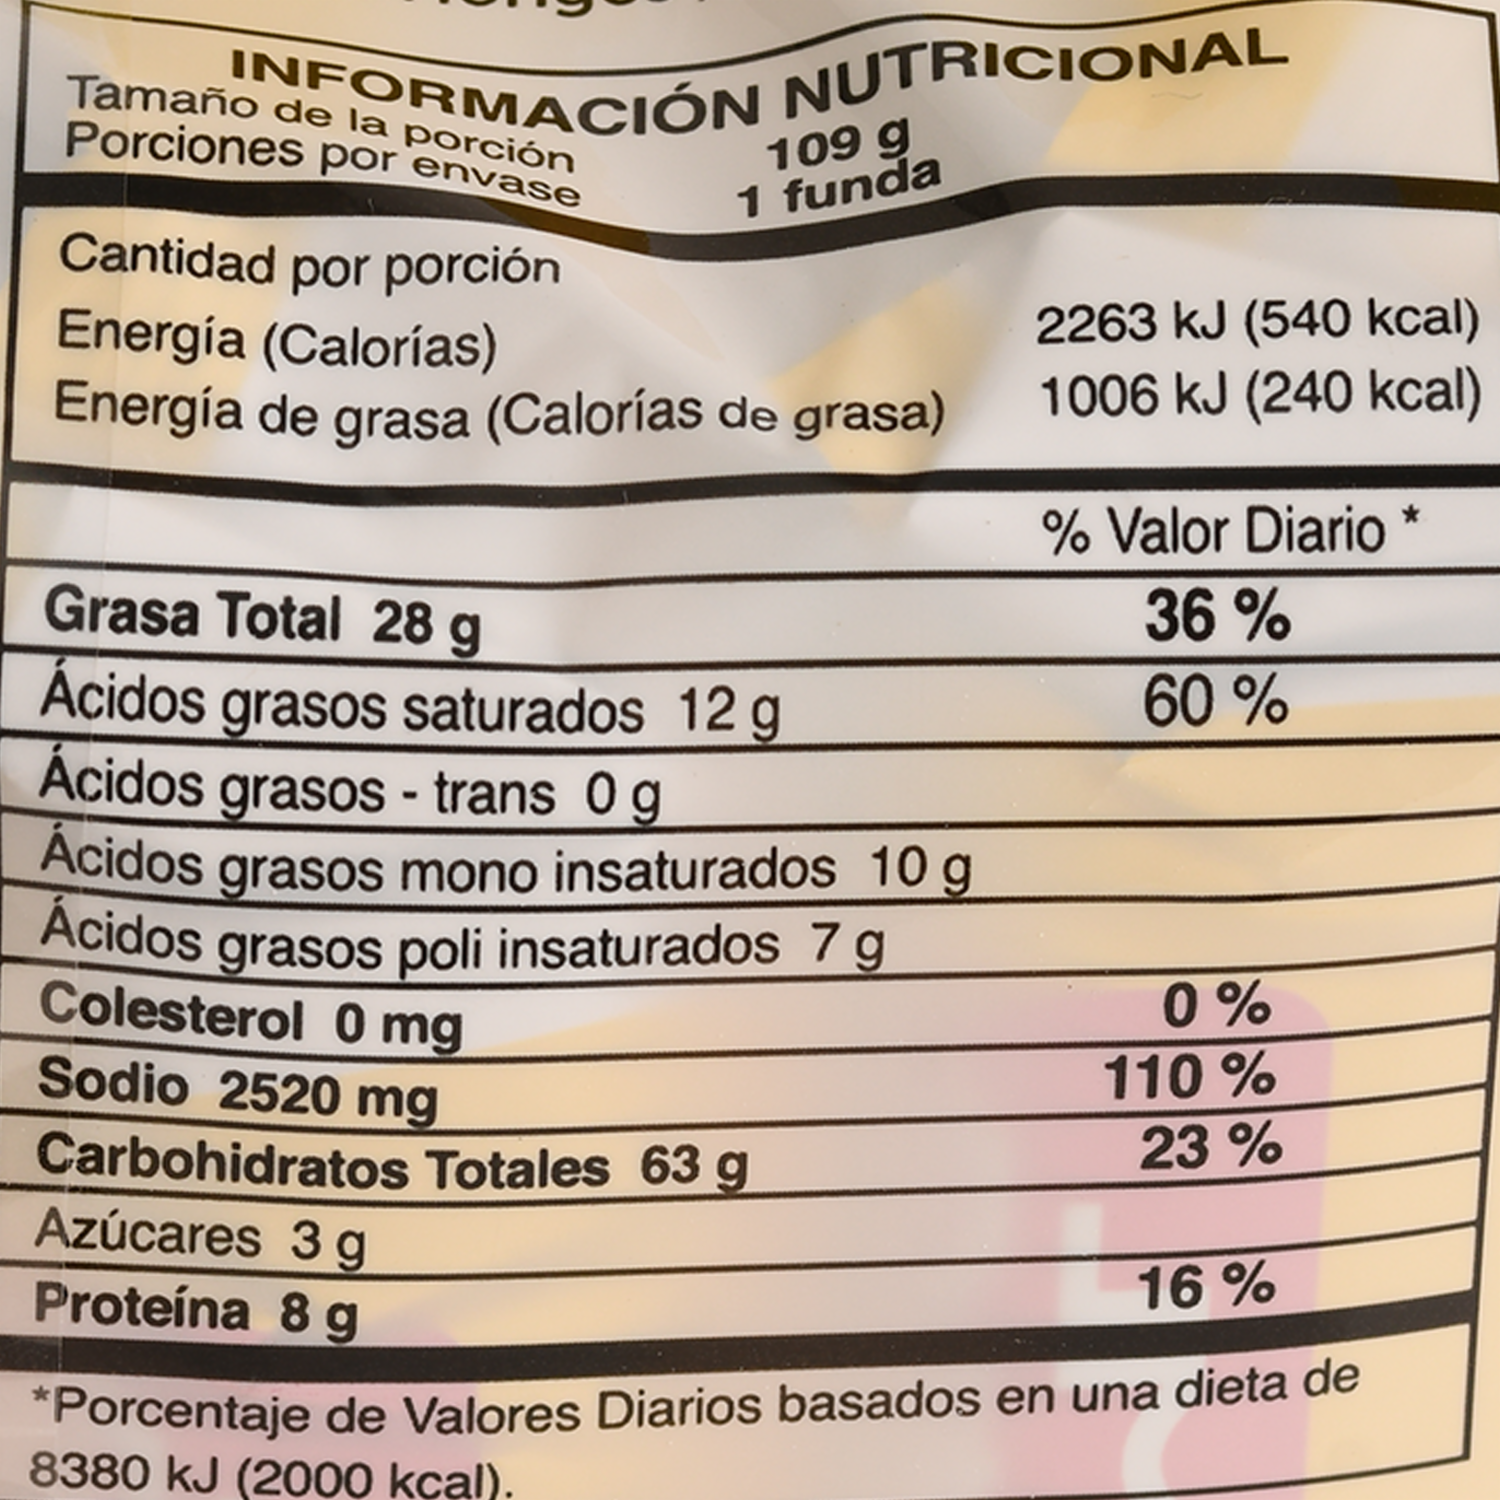 INFORMACIÓN NUTRICIONAL
Tamaño de la porción 109 g
Porciones por envase 1 funda
Cantidad por porción
Energía (Calorías) 2263 kJ (540 kcal)
Energía de grasa (Calorías de grasa) 1006 kJ (240 kcal)
% Valor Diario *
Grasa Total 28 g 36 %
Ácidos grasos saturados 12 g 60 %
Ácidos grasos - trans 0 g
Ácidos grasos mono insaturados 10 g
Ácidos grasos poli insaturados 7 g
Colesterol 0 mg 0 %
Sodio 2520 mg 110 %
Carbohidratos Totales 63 g 23 %
Azúcares 3 g
Proteína 8 g 16 %
*Porcentaje de Valores Diarios basados en una dieta de
8380 kJ (2000 kcal).